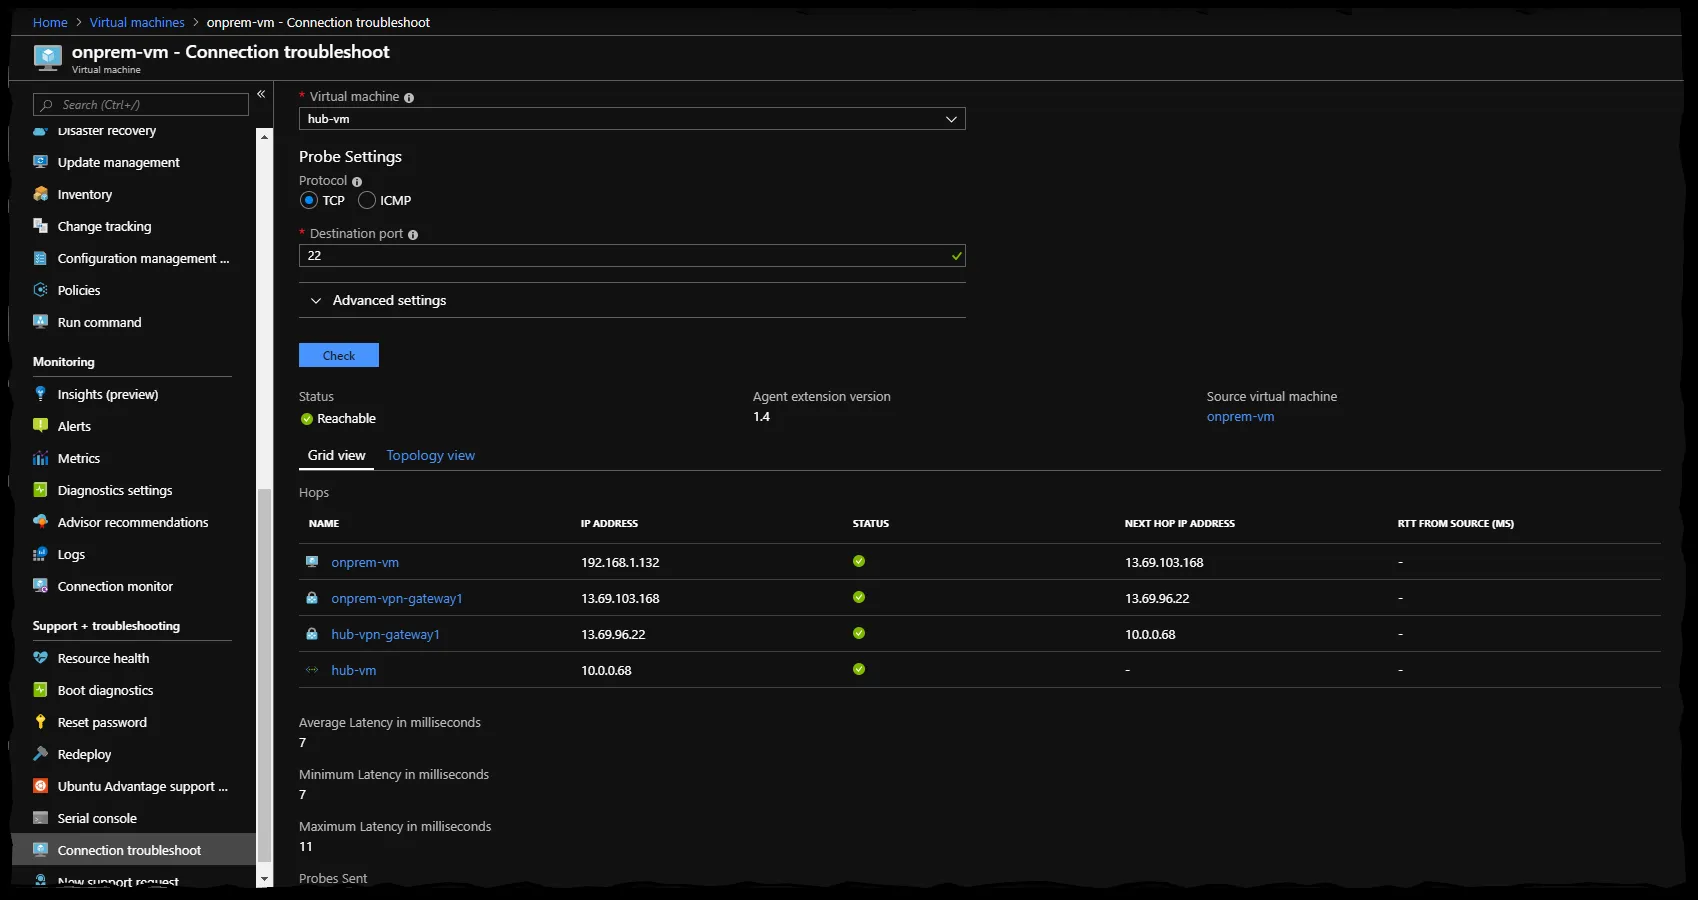 Home > Virtual machines > onprem-vm - Connection troubleshoot
onprem-vm - Connection troubleshoot
Virtual machine
Search (Ctrl+/)
«
Disaster recovery
Update management
Inventory
Change tracking
Configuration management ...
Policies
Run command
Monitoring
Insights (preview)
Alerts
Metrics
Diagnostics settings
Advisor recommendations
Logs
Connection monitor
Support + troubleshooting
Resource health
Boot diagnostics
Reset password
Redeploy
Ubuntu Advantage support ...
Serial console
Connection troubleshoot
New support request
* Virtual machine
hub-vm
Probe Settings
Protocol
TCP ICMP
* Destination port
22
Advanced settings
Check
Status Agent extension version Source virtual machine
Reachable 1.4 onprem-vm
Grid view Topology view
Hops
NAME IP ADDRESS STATUS NEXT HOP IP ADDRESS RTT FROM SOURCE (MS)
onprem-vm 192.168.1.132 13.69.103.168 -
onprem-vpn-gateway1 13.69.103.168 13.69.96.22 -
hub-vpn-gateway1 13.69.96.22 10.0.0.68 -
hub-vm 10.0.0.68 - -
Average Latency in milliseconds
7
Minimum Latency in milliseconds
7
Maximum Latency in milliseconds
11
Probes Sent